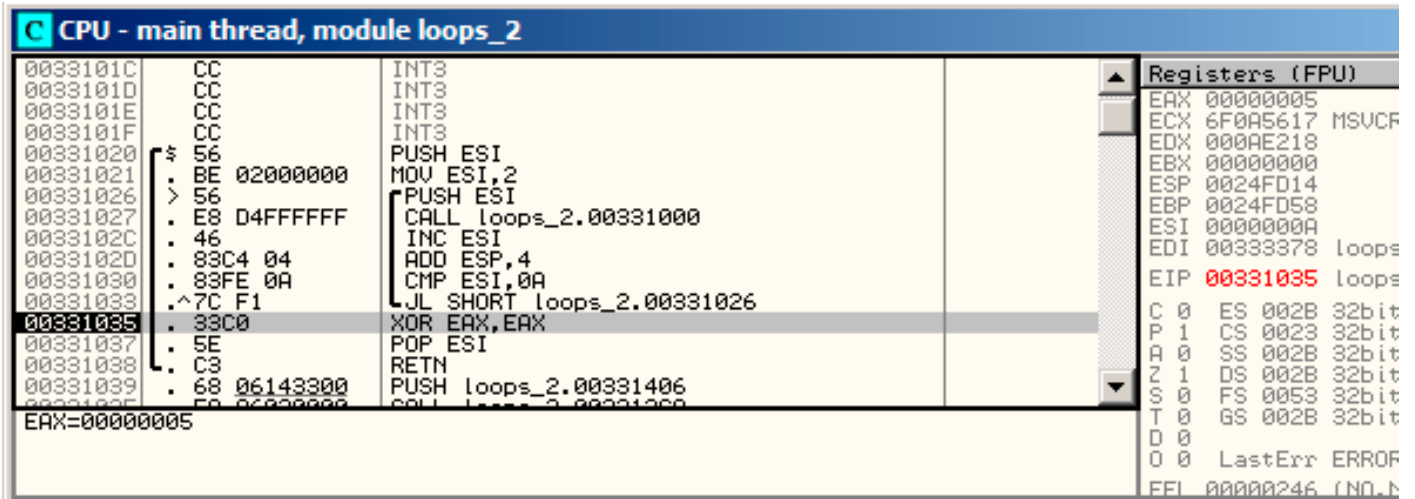 C CPU - main thread, module loops_2
0033101C CC INT3
0033101D CC INT3
0033101E CC INT3
0033101F CC INT3
00331020 $ 56 PUSH ESI
00331021 . BE 02000000 MOV ESI,2
00331026 > 56 PUSH ESI
00331027 . E8 D4FFFFFF CALL loops_2.00331000
0033102C . 46 INC ESI
0033102D . 83C4 04 ADD ESP,4
00331030 . 83FE 0A CMP ESI,0A
00331033 .^7C F1 JL SHORT loops_2.00331026
00331035 . 33C0 XOR EAX,EAX
00331037 . 5E POP ESI
00331038 . C3 RETN
00331039 . 68 06143300 PUSH loops_2.00331406
EAX=00000005
Registers (FPU)
EAX 00000005
ECX 6F0A5617 MSVCR
EDX 000AE218
EBX 00000000
ESP 0024FD14
EBP 0024FD58
ESI 0000000A
EDI 00333378 loops
EIP 00331035 loops
C 0 ES 002B 32bit
P 1 CS 0023 32bit
A 0 SS 002B 32bit
Z 1 DS 002B 32bit
S 0 FS 0053 32bit
T 0 GS 002B 32bit
D 0
O 0 LastErr ERROR
EFL 00000246 (NO,N